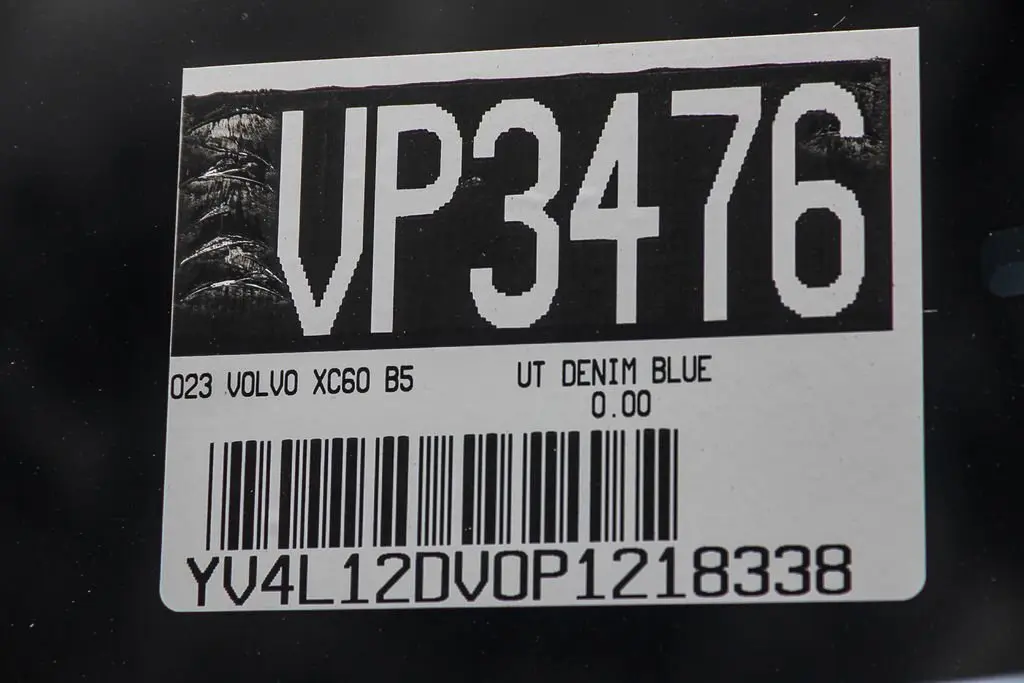 VP3476
023 VOLVO XC60 B5 UT DENIM BLUE
0.00
YV4L12DV0P1218338